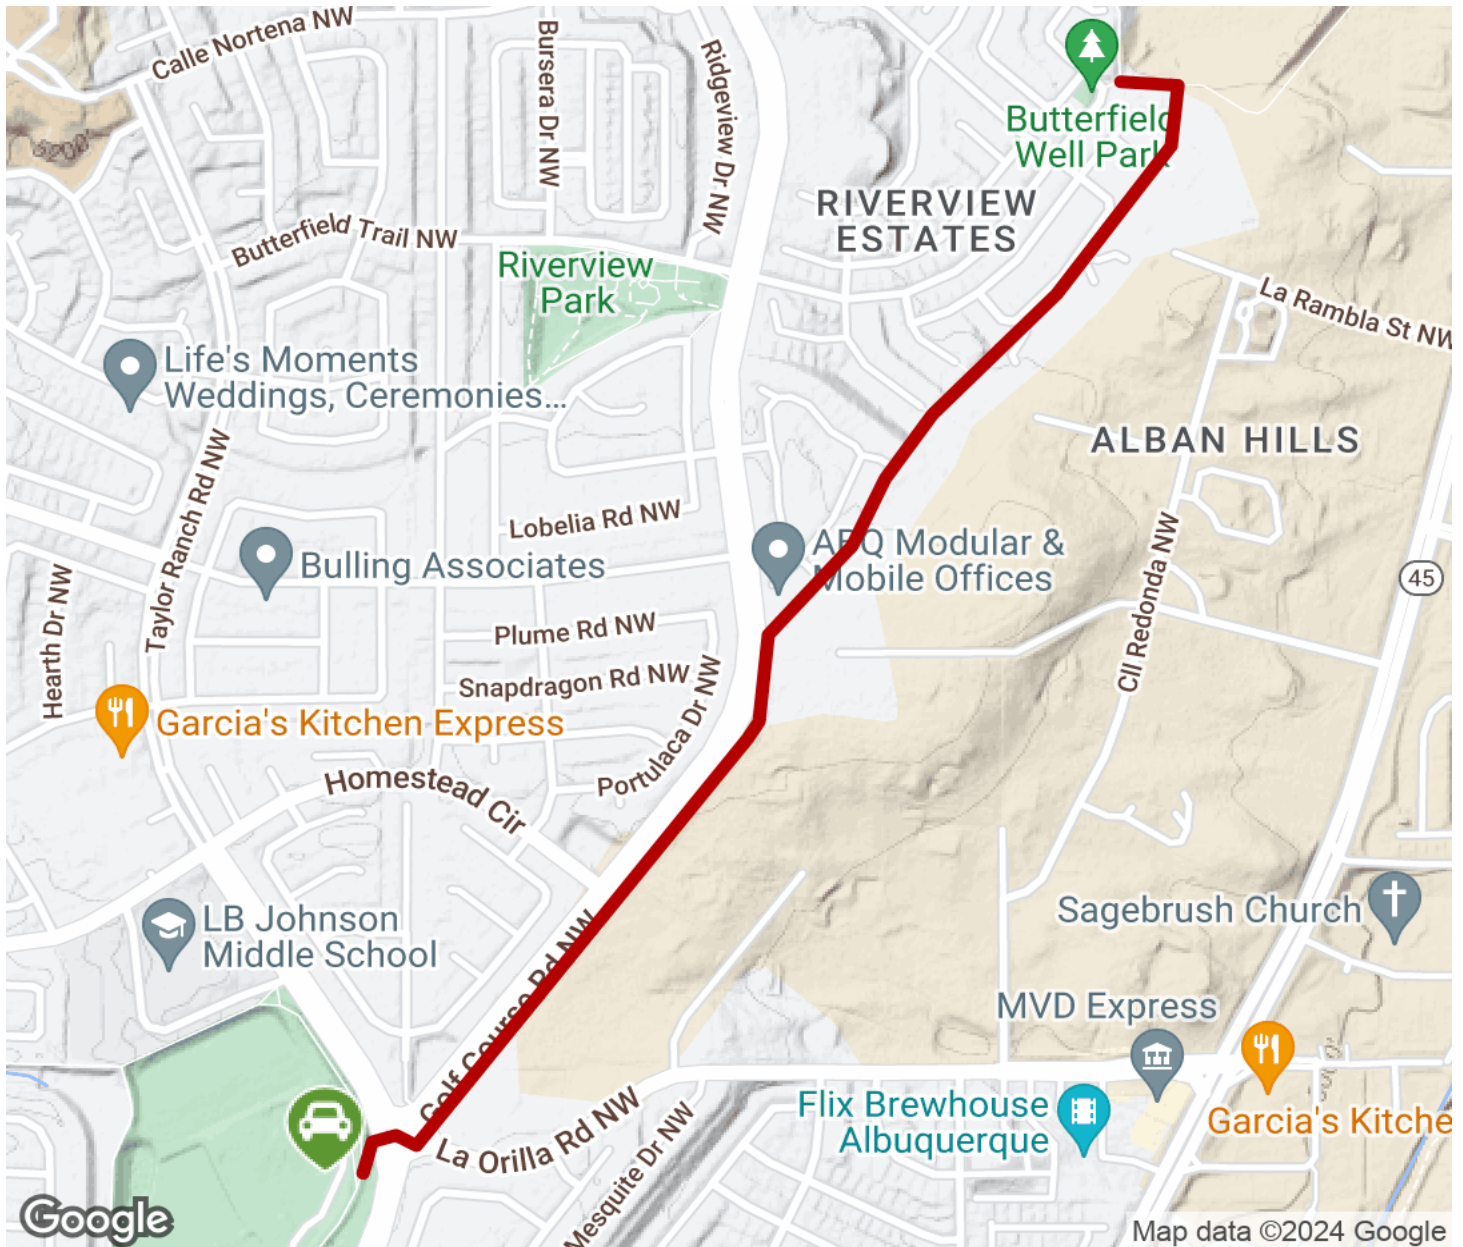 Calle Nortena NW
Bursera Dr NW
Ridgeview Dr NW
5200'
Butterfield
Well Park
RIVERVIEW
ESTATES
Butterfield Trail NW
Riverview
Park
La Rambla St NW
Life's Moments
Weddings, Ceremonies...
ALBAN HILLS
Taylor Ranch Rd NW
Lobelia Rd NW
ABQ Modular &
Mobile Offices
Bulling Associates
45
Hearth Dr NW
Plume Rd NW
Cll Redonda NW
Snapdragon Rd NW
Portulaca Dr NW
Garcia's Kitchen Express
Homestead Cir
LB Johnson
Middle School
Sagebrush Church
Golf Course Rd NW
MVD Express
La Orilla Rd NW
Mesquite Dr NW
Flix Brewhouse
Albuquerque
Garcia's Kitche
Google
Map data ©2024 Google